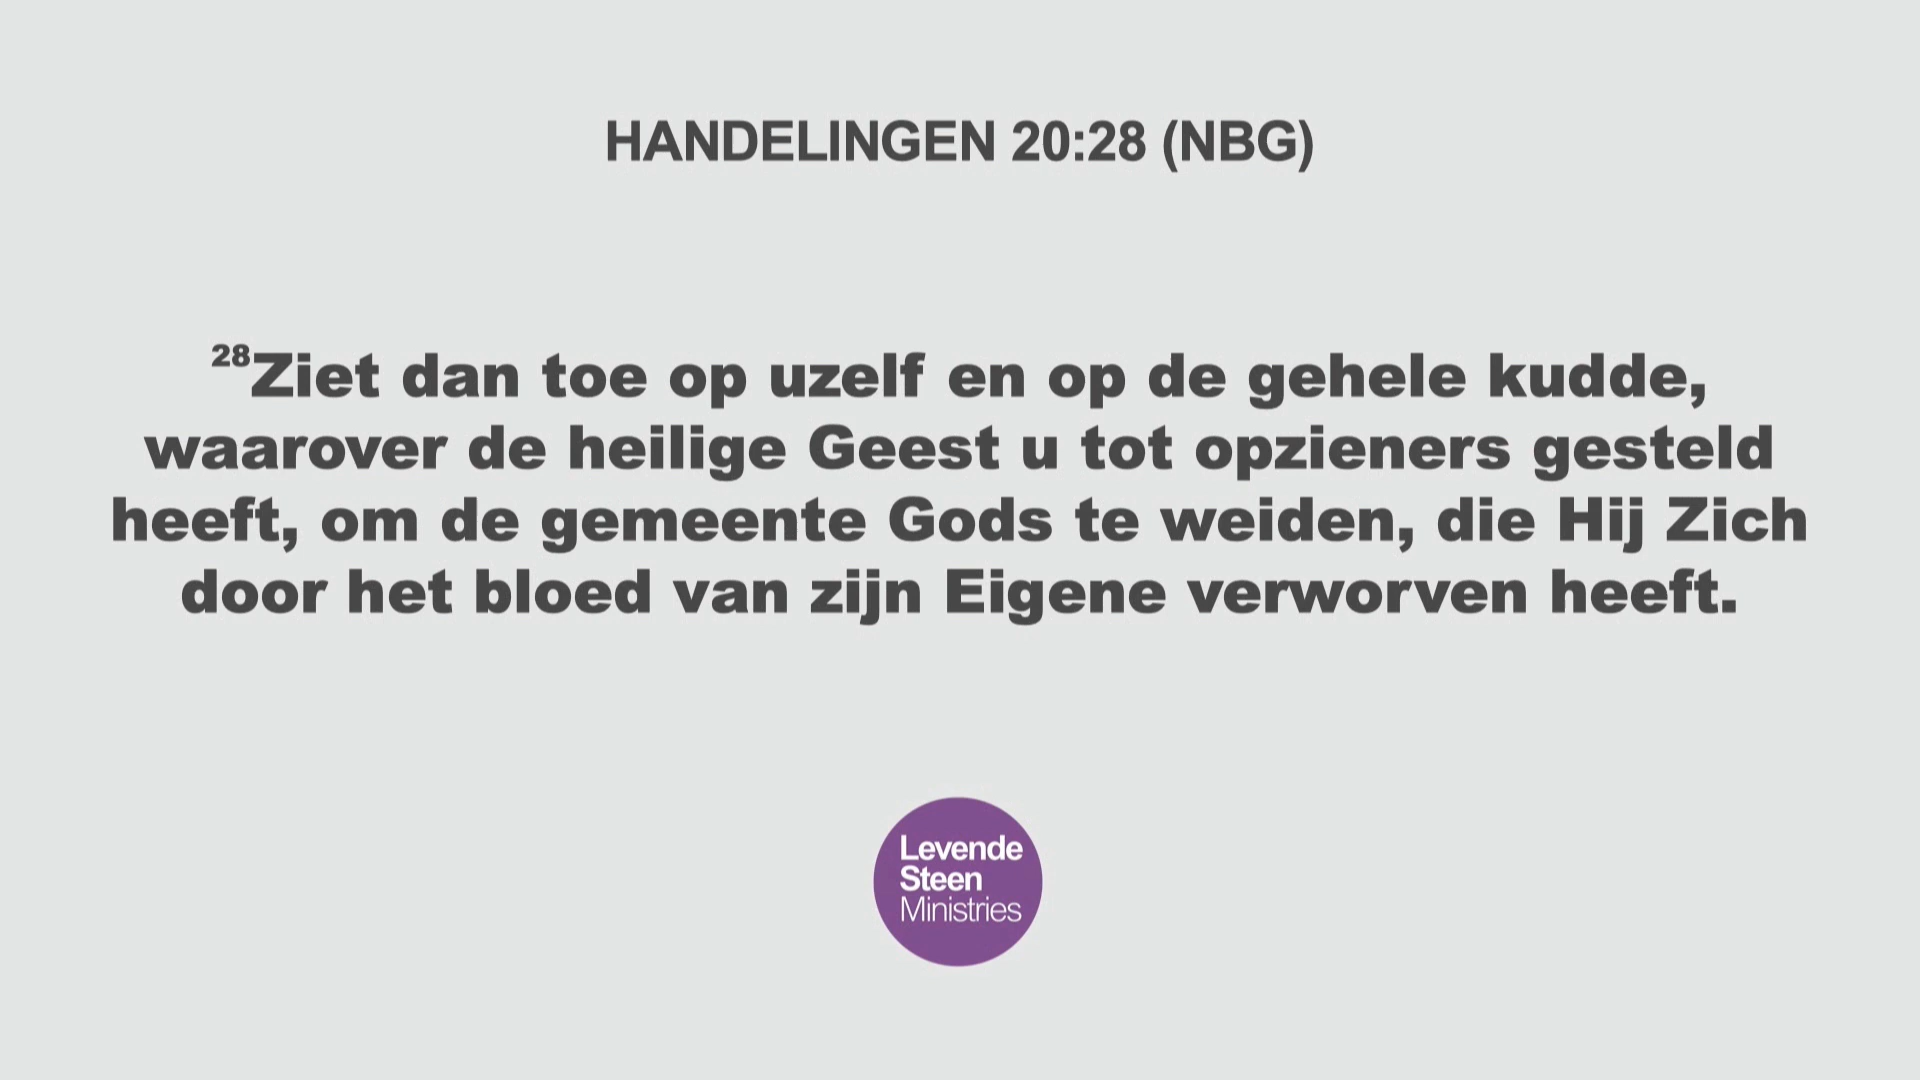 HANDELINGEN 20:28 (NBG)
28Ziet dan toe op uzelf en op de gehele kudde,
waarover de heilige Geest u tot opzieners gesteld
heeft, om de gemeente Gods te weiden, die Hij Zich
door het bloed van zijn Eigene verworven heeft.
Levende
Steen
Ministries